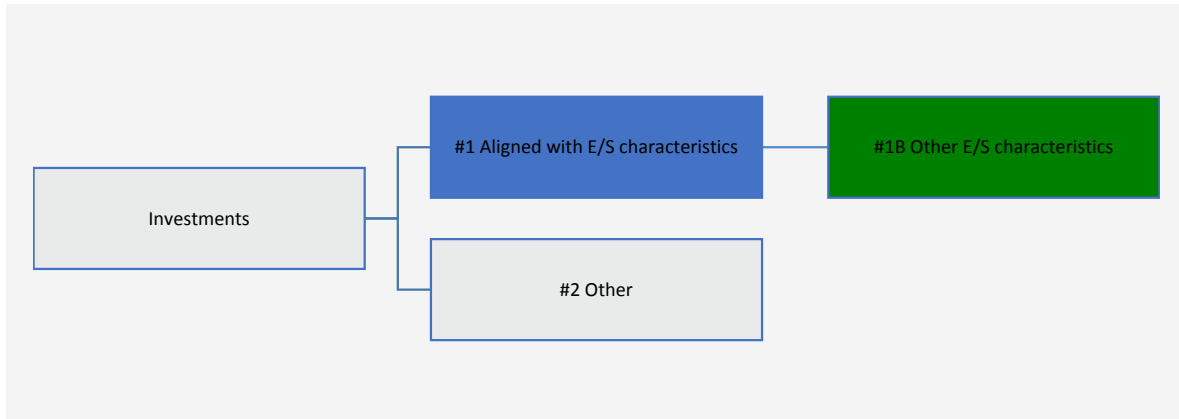 #1 Aligned with E/S characteristics
#1B Other E/S characteristics
Investments
#2 Other